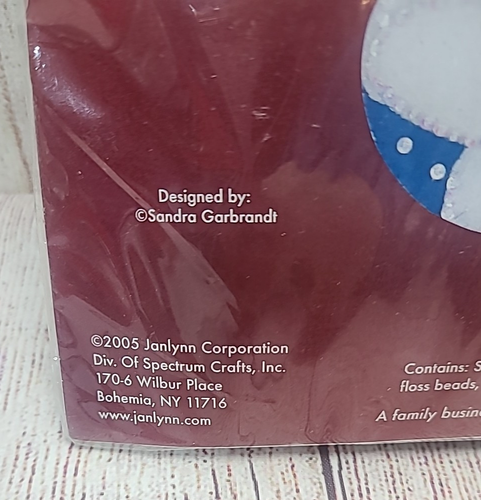 Designed by:
©Sandra Garbrandt
©2005 Janlynn Corporation
Div. Of Spectrum Crafts, Inc.
170-6 Wilbur Place
Bohemia, NY 11716
www.janlynn.com
Contains: S
floss beads,
A family busin